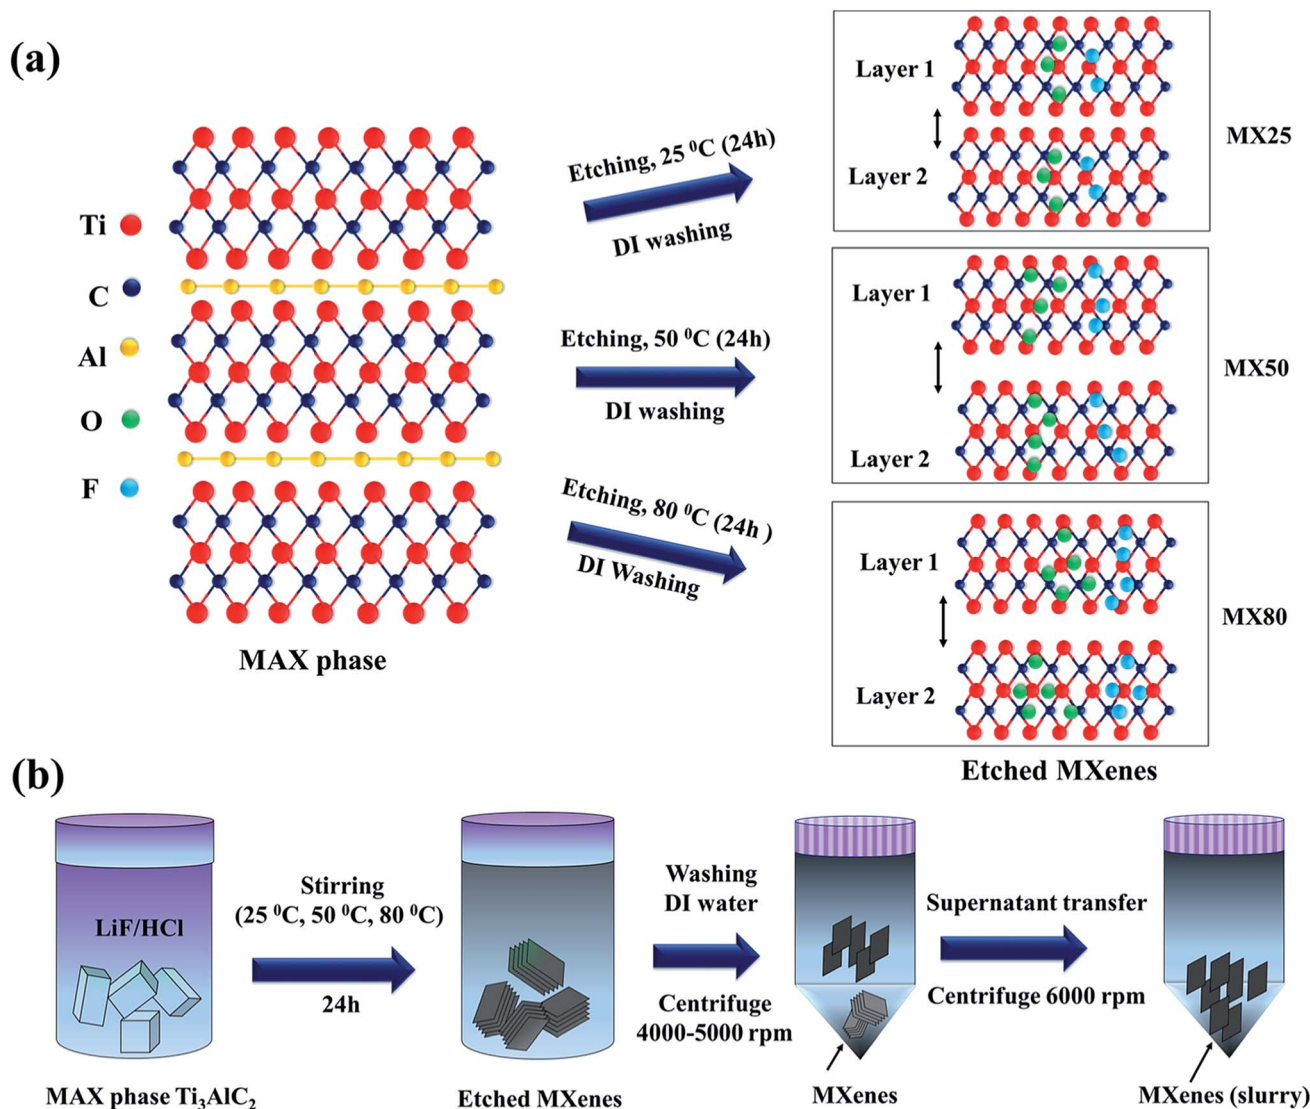 (a)
Ti
C
Al
O
F
MAX phase
Etching, 25 ⁰C (24h)
DI washing
Etching, 50 ⁰C (24h)
DI washing
Etching, 80 ⁰C (24h )
DI Washing
Layer 1
Layer 2
MX25
Layer 1
Layer 2
MX50
Layer 1
Layer 2
MX80
Etched MXenes
(b)
LiF/HCl
MAX phase Ti₃AlC₂
Stirring
(25 ⁰C, 50 ⁰C, 80 ⁰C)
24h
Etched MXenes
Washing
DI water
Centrifuge
4000-5000 rpm
MXenes
Supernatant transfer
Centrifuge 6000 rpm
MXenes (slurry)